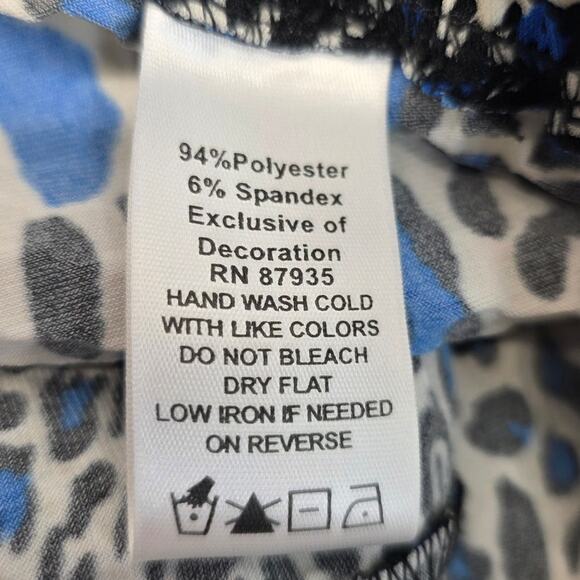 94%Polyester
6% Spandex
Exclusive of
Decoration
RN 87935
HAND WASH COLD
WITH LIKE COLORS
DO NOT BLEACH
DRY FLAT
LOW IRON IF NEEDED
ON REVERSE